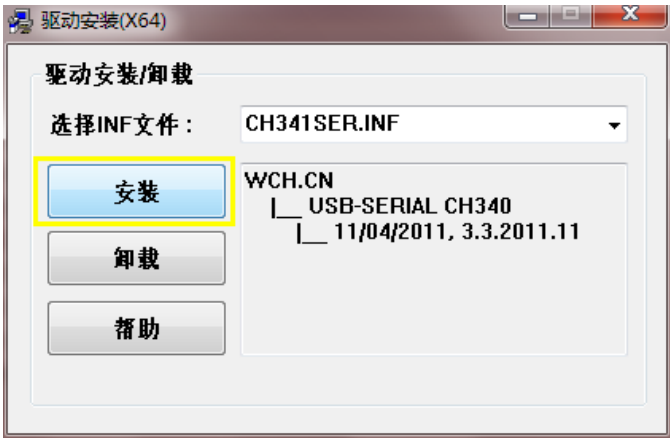 驱动安装(X64)
驱动安装/卸载
选择INF文件: CH341SER.INF
安装
卸载
帮助
WCH.CN
|__ USB-SERIAL CH340
|__ 11/04/2011, 3.3.2011.11